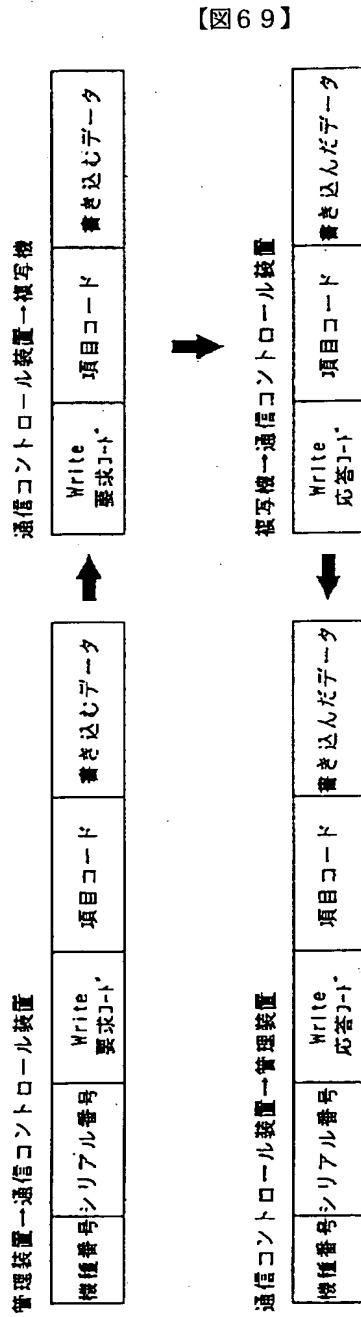 【図69】
管理装置→通信コントロール装置
機種番号 シリアル番号 Write 要求コード 項目コード 書き込むデータ
通信コントロール装置→複写機
Write 要求コード 項目コード 書き込むデータ
複写機→通信コントロール装置
Write 応答コード 項目コード 書き込んだデータ
通信コントロール装置→管理装置
機種番号 シリアル番号 Write 応答コード 項目コード 書き込んだデータ